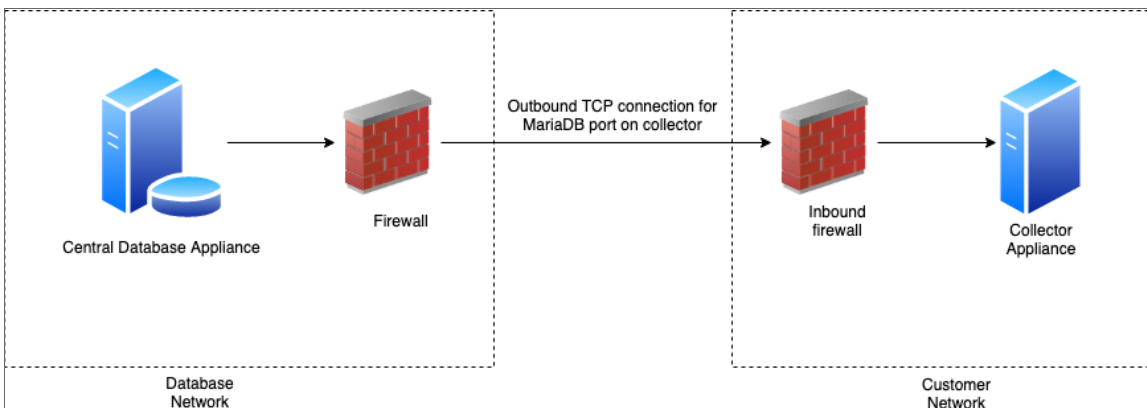 Outbound TCP connection for
MariaDB port on collector
Central Database Appliance
Firewall
Inbound
firewall
Collector
Appliance
Database
Network
Customer
Network